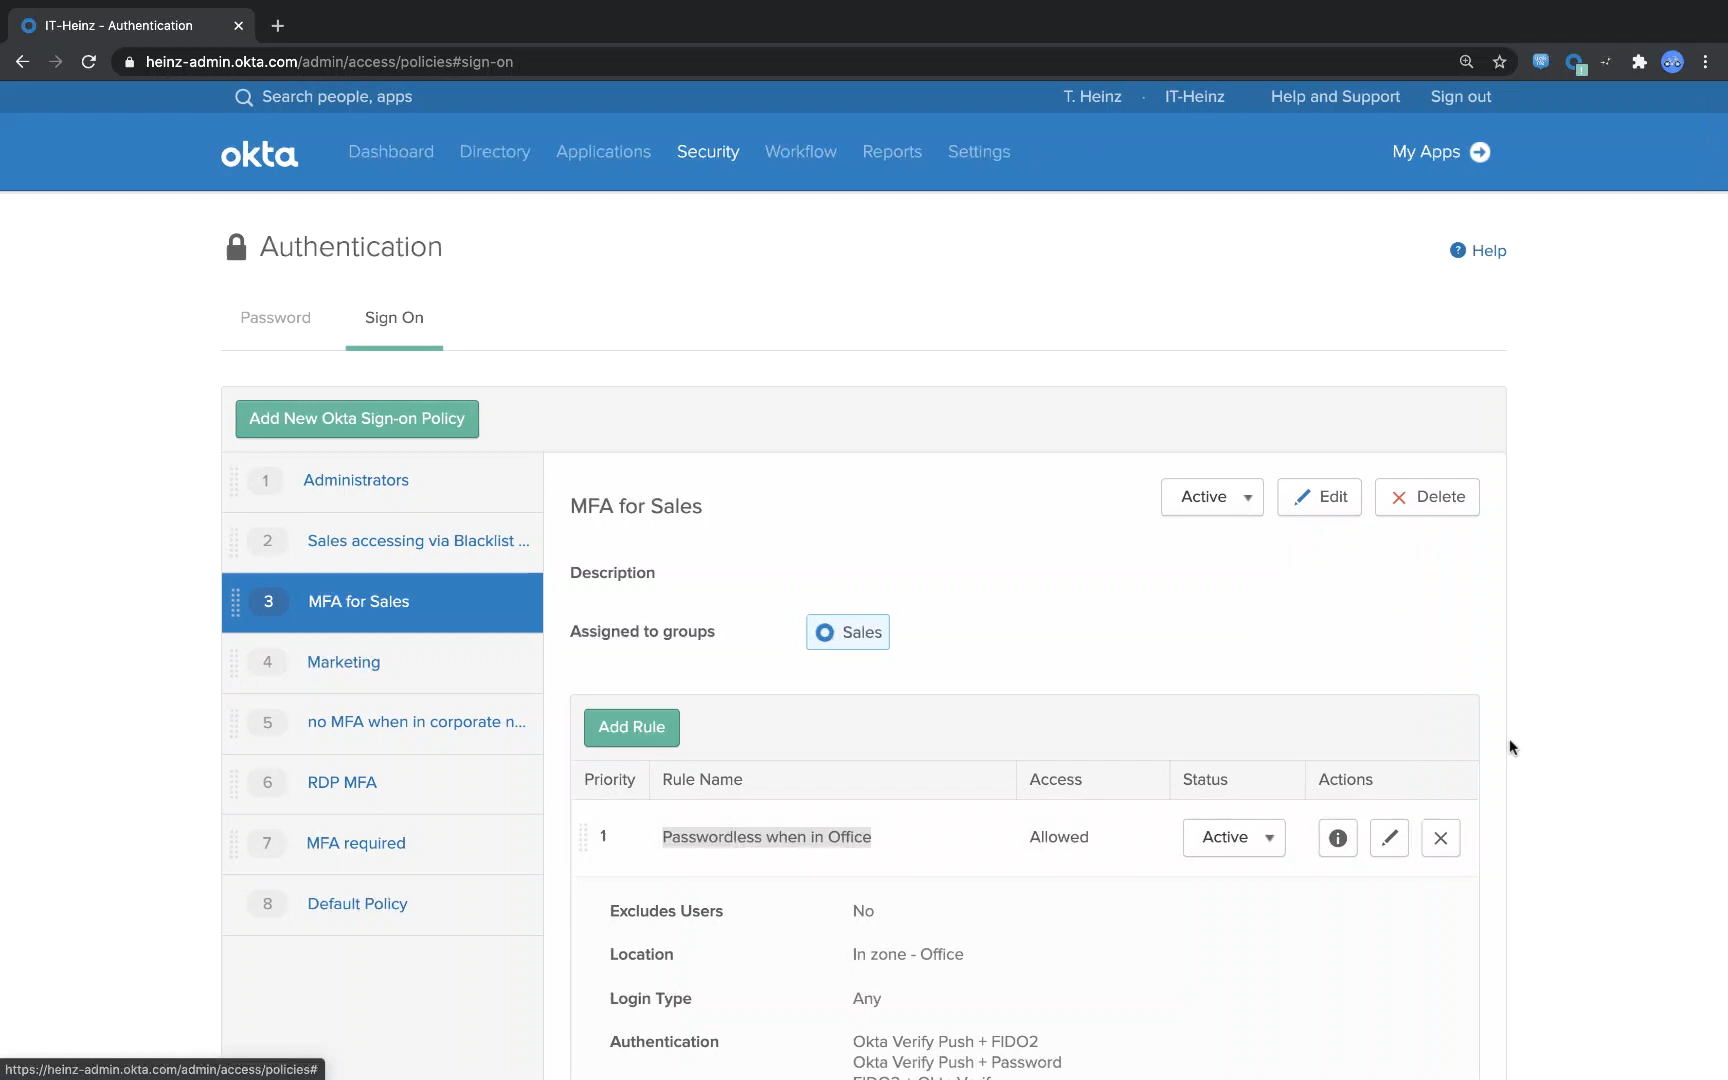 IT-Heinz - Authentication
heinz-admin.okta.com/admin/access/policies#sign-on
Search people, apps
T. Heinz · IT-Heinz Help and Support Sign out
okta Dashboard Directory Applications Security Workflow Reports Settings My Apps
Authentication
Help
Password Sign On
Add New Okta Sign-on Policy
1 Administrators
2 Sales accessing via Blacklist ...
3 MFA for Sales
4 Marketing
5 no MFA when in corporate n...
6 RDP MFA
7 MFA required
8 Default Policy
MFA for Sales
Active Edit Delete
Description
Assigned to groups Sales
Add Rule
Priority Rule Name Access Status Actions
1 Passwordless when in Office Allowed Active
Excludes Users No
Location In zone - Office
Login Type Any
Authentication Okta Verify Push + FIDO2
Okta Verify Push + Password
https://heinz-admin.okta.com/admin/access/policies#